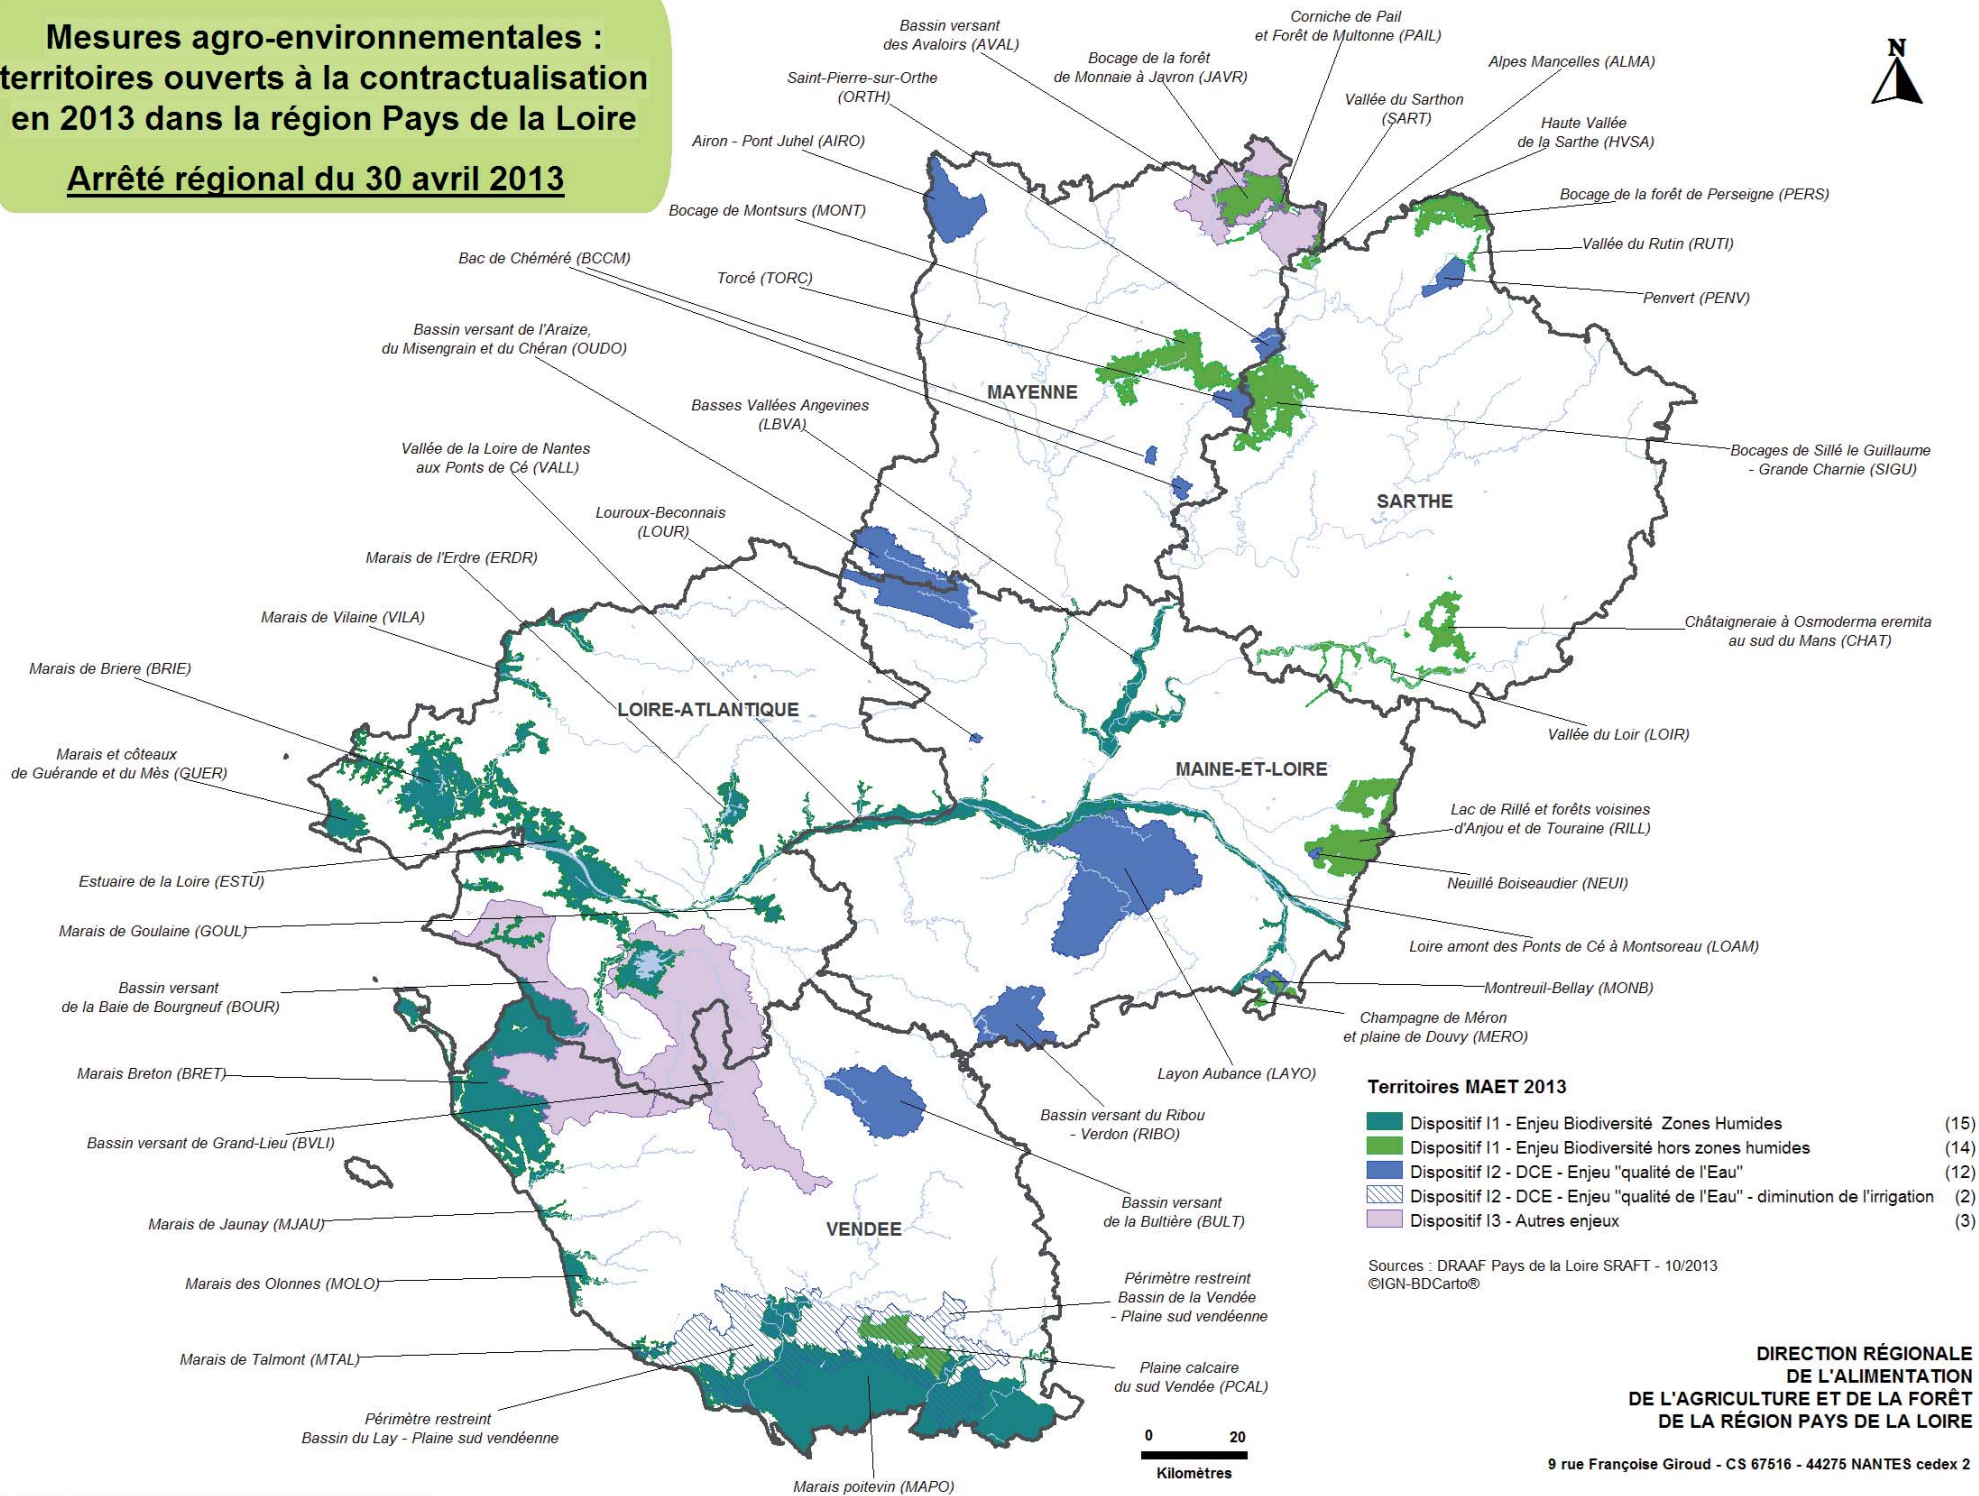 Mesures agro-environnementales :
territoires ouverts à la contractualisation
en 2013 dans la région Pays de la Loire
Arrêté régional du 30 avril 2013
Bassin versant
des Avaloirs (AVAL)
Corniche de Pail
et Forêt de Multonne (PAIL)
Bocage de la forêt
de Monnaie à Javron (JAVR)
Alpes Mancelles (ALMA)
N
Saint-Pierre-sur-Orthe
(ORTH)
Vallée du Sarthon
(SART)
Haute Vallée
de la Sarthe (HVSA)
Airon - Pont Juhel (AIRO)
Bocage de la forêt de Perseigne (PERS)
Bocage de Montsurs (MONT)
Vallée du Rutin (RUTI)
Bac de Chéméré (BCCM)
Torcé (TORC)
Penvert (PENV)
Bassin versant de l'Araize,
du Misengrain et du Chéran (OUDO)
MAYENNE
Basses Vallées Angevines
(LBVA)
Vallée de la Loire de Nantes
aux Ponts de Cé (VALL)
Bocages de Sillé le Guillaume
- Grande Charnie (SIGU)
SARTHE
Louroux-Beconnais
(LOUR)
Marais de l'Erdre (ERDR)
Marais de Vilaine (VILA)
Châtaigneraie à Osmoderma eremita
au sud du Mans (CHAT)
Marais de Briere (BRIE)
LOIRE-ATLANTIQUE
Vallée du Loir (LOIR)
Marais et côteaux
de Guérande et du Mès (GUER)
MAINE-ET-LOIRE
Lac de Rillé et forêts voisines
d'Anjou et de Touraine (RILL)
Estuaire de la Loire (ESTU)
Neuillé Boiseaudier (NEUI)
Marais de Goulaine (GOUL)
Loire amont des Ponts de Cé à Montsoreau (LOAM)
Bassin versant
de la Baie de Bourgneuf (BOUR)
Montreuil-Bellay (MONB)
Champagne de Méron
et plaine de Douvy (MERO)
Marais Breton (BRET)
Layon Aubance (LAYO)
Bassin versant du Ribou
- Verdon (RIBO)
Bassin versant de Grand-Lieu (BVLI)
Territoires MAET 2013
Dispositif I1 - Enjeu Biodiversité Zones Humides (15)
Dispositif I1 - Enjeu Biodiversité hors zones humides (14)
Dispositif I2 - DCE - Enjeu "qualité de l'Eau" (12)
Dispositif I2 - DCE - Enjeu "qualité de l'Eau" - diminution de l'irrigation (2)
Dispositif I3 - Autres enjeux (3)
Bassin versant
de la Bultière (BULT)
Marais de Jaunay (MJAU)
VENDEE
Sources : DRAAF Pays de la Loire SRAFT - 10/2013
©IGN-BDCarto®
Marais des Olonnes (MOLO)
Périmètre restreint
Bassin de la Vendée
- Plaine sud vendéenne
Marais de Talmont (MTAL)
Plaine calcaire
du sud Vendée (PCAL)
Périmètre restreint
Bassin du Lay - Plaine sud vendéenne
Marais poitevin (MAPO)
0 20
Kilomètres
DIRECTION RÉGIONALE
DE L'ALIMENTATION
DE L'AGRICULTURE ET DE LA FORÊT
DE LA RÉGION PAYS DE LA LOIRE
9 rue Françoise Giroud - CS 67516 - 44275 NANTES cedex 2